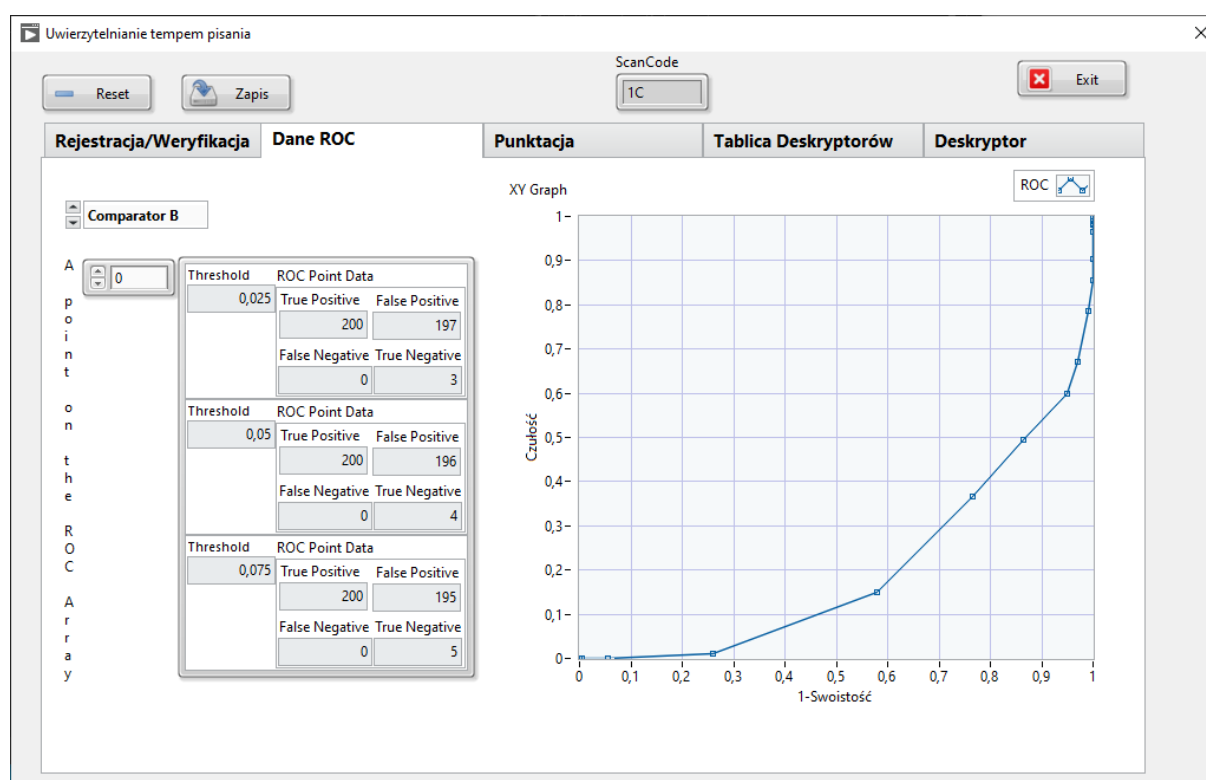 Uwierzytelnianie tempem pisania
Reset
Zapis
ScanCode
1C
Exit
Rejestracja/Weryfikacja
Dane ROC
Punktacja
Tablica Deskryptorów
Deskryptor
Comparator B
A point on the ROC Array
0
Threshold ROC Point Data
0,025 True Positive False Positive
200 197
False Negative True Negative
0 3
Threshold ROC Point Data
0,05 True Positive False Positive
200 196
False Negative True Negative
0 4
Threshold ROC Point Data
0,075 True Positive False Positive
200 195
False Negative True Negative
0 5
XY Graph
ROC
1
0,9
0,8
0,7
0,6
0,5
0,4
0,3
0,2
0,1
0
Czułość
0 0,1 0,2 0,3 0,4 0,5 0,6 0,7 0,8 0,9 1
1-Swoistość